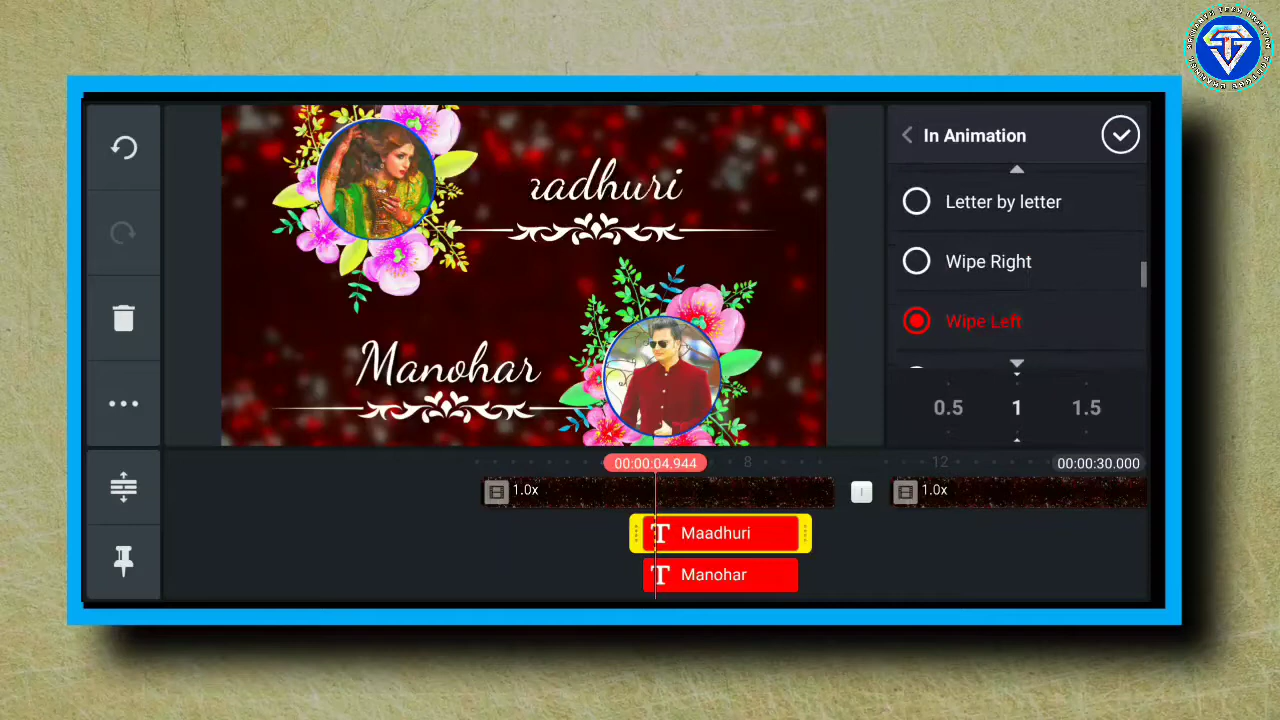 In Animation
Letter by letter
Wipe Right
Wipe Left
0.5 1 1.5
adhuri
Manohar
00:00:04.944 8 12 00:00:30.000
1.0x 1.0x
T Maadhuri
T Manohar